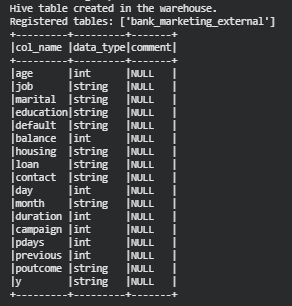 Hive table created in the warehouse.
Registered tables: ['bank_marketing_external']
+---------+---------+-------+
|col_name |data_type|comment|
+---------+---------+-------+
|age      |int      |NULL   |
|job      |string   |NULL   |
|marital  |string   |NULL   |
|education|string   |NULL   |
|default  |string   |NULL   |
|balance  |int      |NULL   |
|housing  |string   |NULL   |
|loan     |string   |NULL   |
|contact  |string   |NULL   |
|day      |int      |NULL   |
|month    |string   |NULL   |
|duration |int      |NULL   |
|campaign |int      |NULL   |
|pdays    |int      |NULL   |
|previous |int      |NULL   |
|poutcome |string   |NULL   |
|y        |string   |NULL   |
+---------+---------+-------+